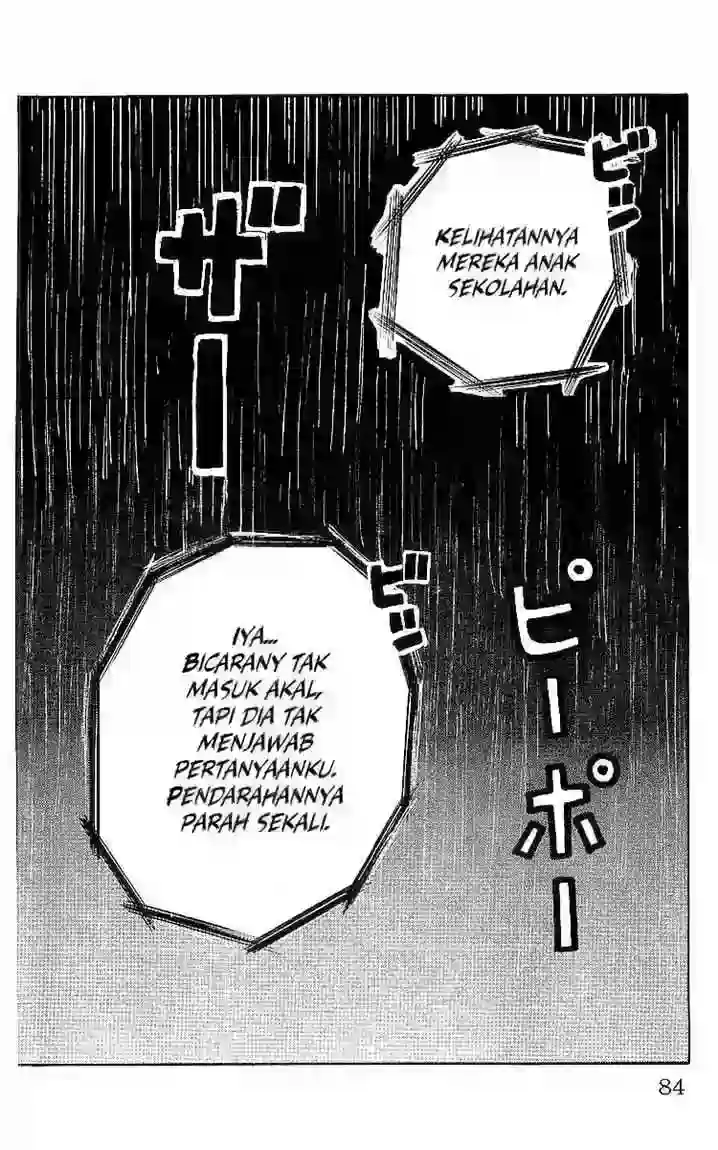 KELIHATANNYA
MEREKA ANAK
SEKOLAHAN.
ビビ
ザー
IYA...
BICARANY TAK
MASUK AKAL,
TAPI DIA TAK
MENJAWAB
PERTANYAANKU.
PENDARAHANNYA
PARAH SEKALI.
ビビ
ピーポー
84